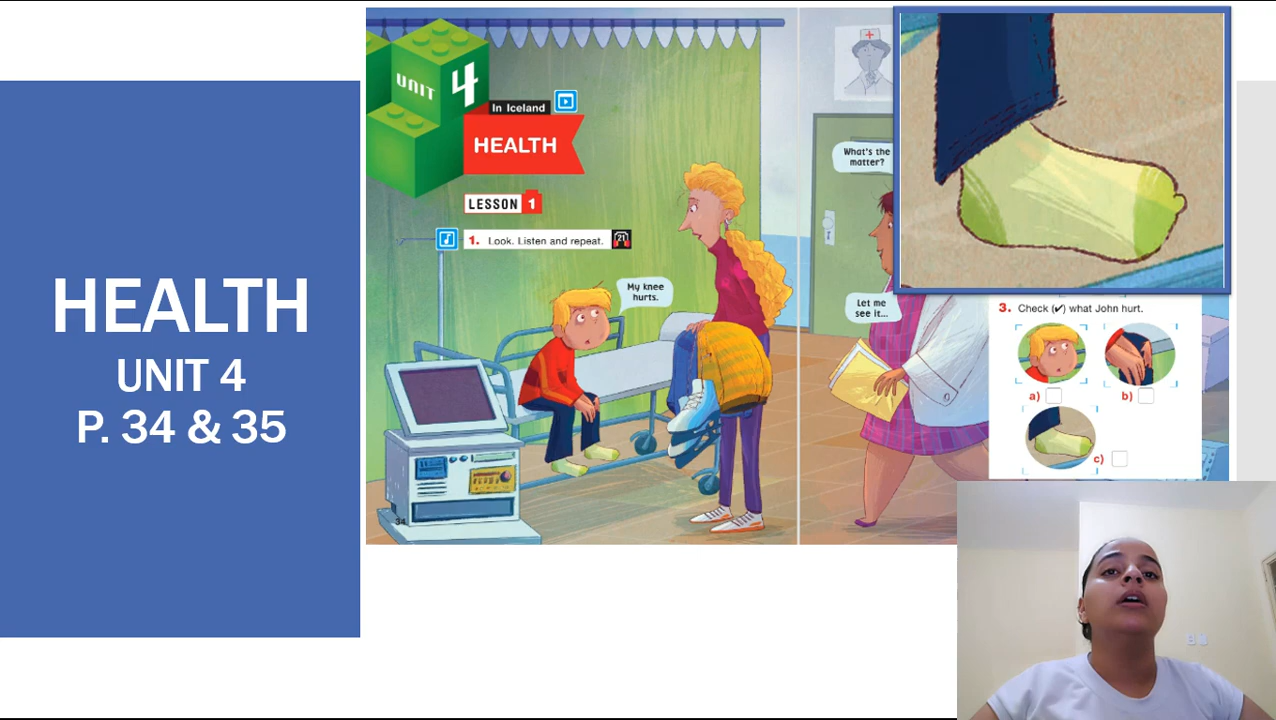 HEALTH
UNIT 4
P. 34 & 35
UNIT 4
In Iceland
HEALTH
LESSON 1
1. Look. Listen and repeat. 21
My knee
hurts.
What's the
matter?
Let me
see it...
34
3. Check (✔) what John hurt.
a)
b)
c)